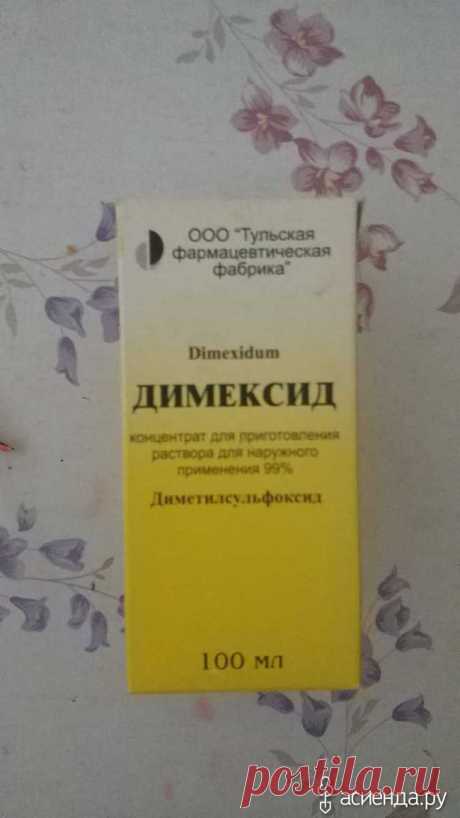 ООО "Тульская
фармацевтическая
фабрика"
Dimexidum
ДИМЕКСИД
концентрат для приготовления
раствора для наружного
применения 99%
Диметилсульфоксид
100 мл
postila.ru
асиенда.ру